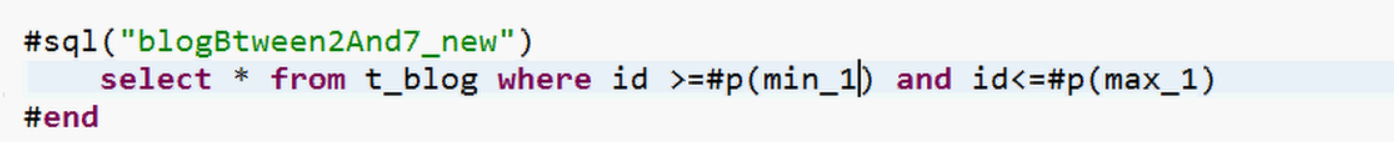 #sql("blogBtween2And7_new")
select * from t_blog where id >=#p(min_1) and id<=#p(max_1)
#end